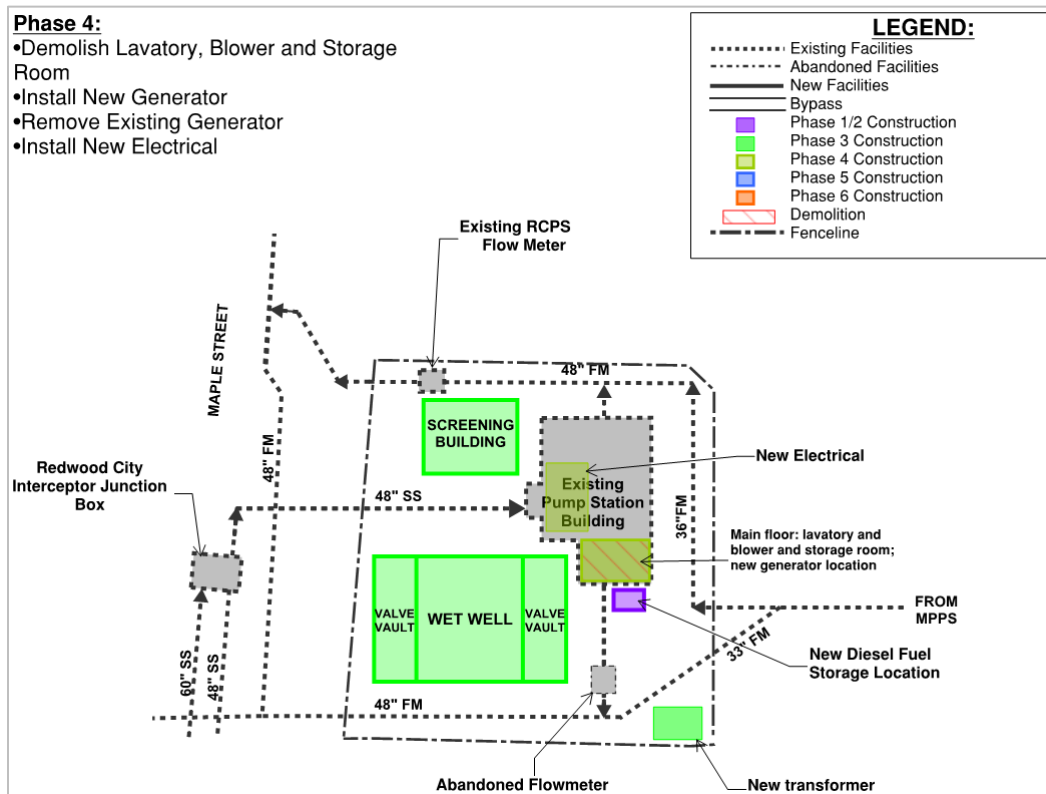 Phase 4:
•Demolish Lavatory, Blower and Storage
Room
•Install New Generator
•Remove Existing Generator
•Install New Electrical
LEGEND:
Existing Facilities
Abandoned Facilities
New Facilities
Bypass
Phase 1/2 Construction
Phase 3 Construction
Phase 4 Construction
Phase 5 Construction
Phase 6 Construction
Demolition
Fenceline
Existing RCPS
Flow Meter
MAPLE STREET
48" FM
48" FM
SCREENING
BUILDING
New Electrical
Redwood City
Interceptor Junction
Box
48" SS
Existing
Pump Station
Building
36"FM
Main floor: lavatory and
blower and storage room;
new generator location
VALVE
VAULT
WET WELL
VALVE
VAULT
FROM
MPPS
33" FM
New Diesel Fuel
Storage Location
60" SS
48" SS
48" FM
Abandoned Flowmeter
New transformer